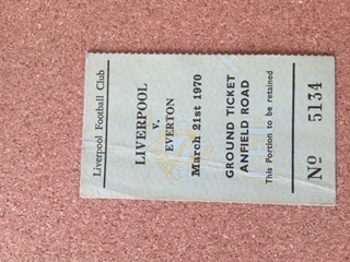 Liverpool Football Club
LIVERPOOL
v.
EVERTON
March 21st 1970
GROUND TICKET
ANFIELD ROAD
This Portion to be retained
No 5134